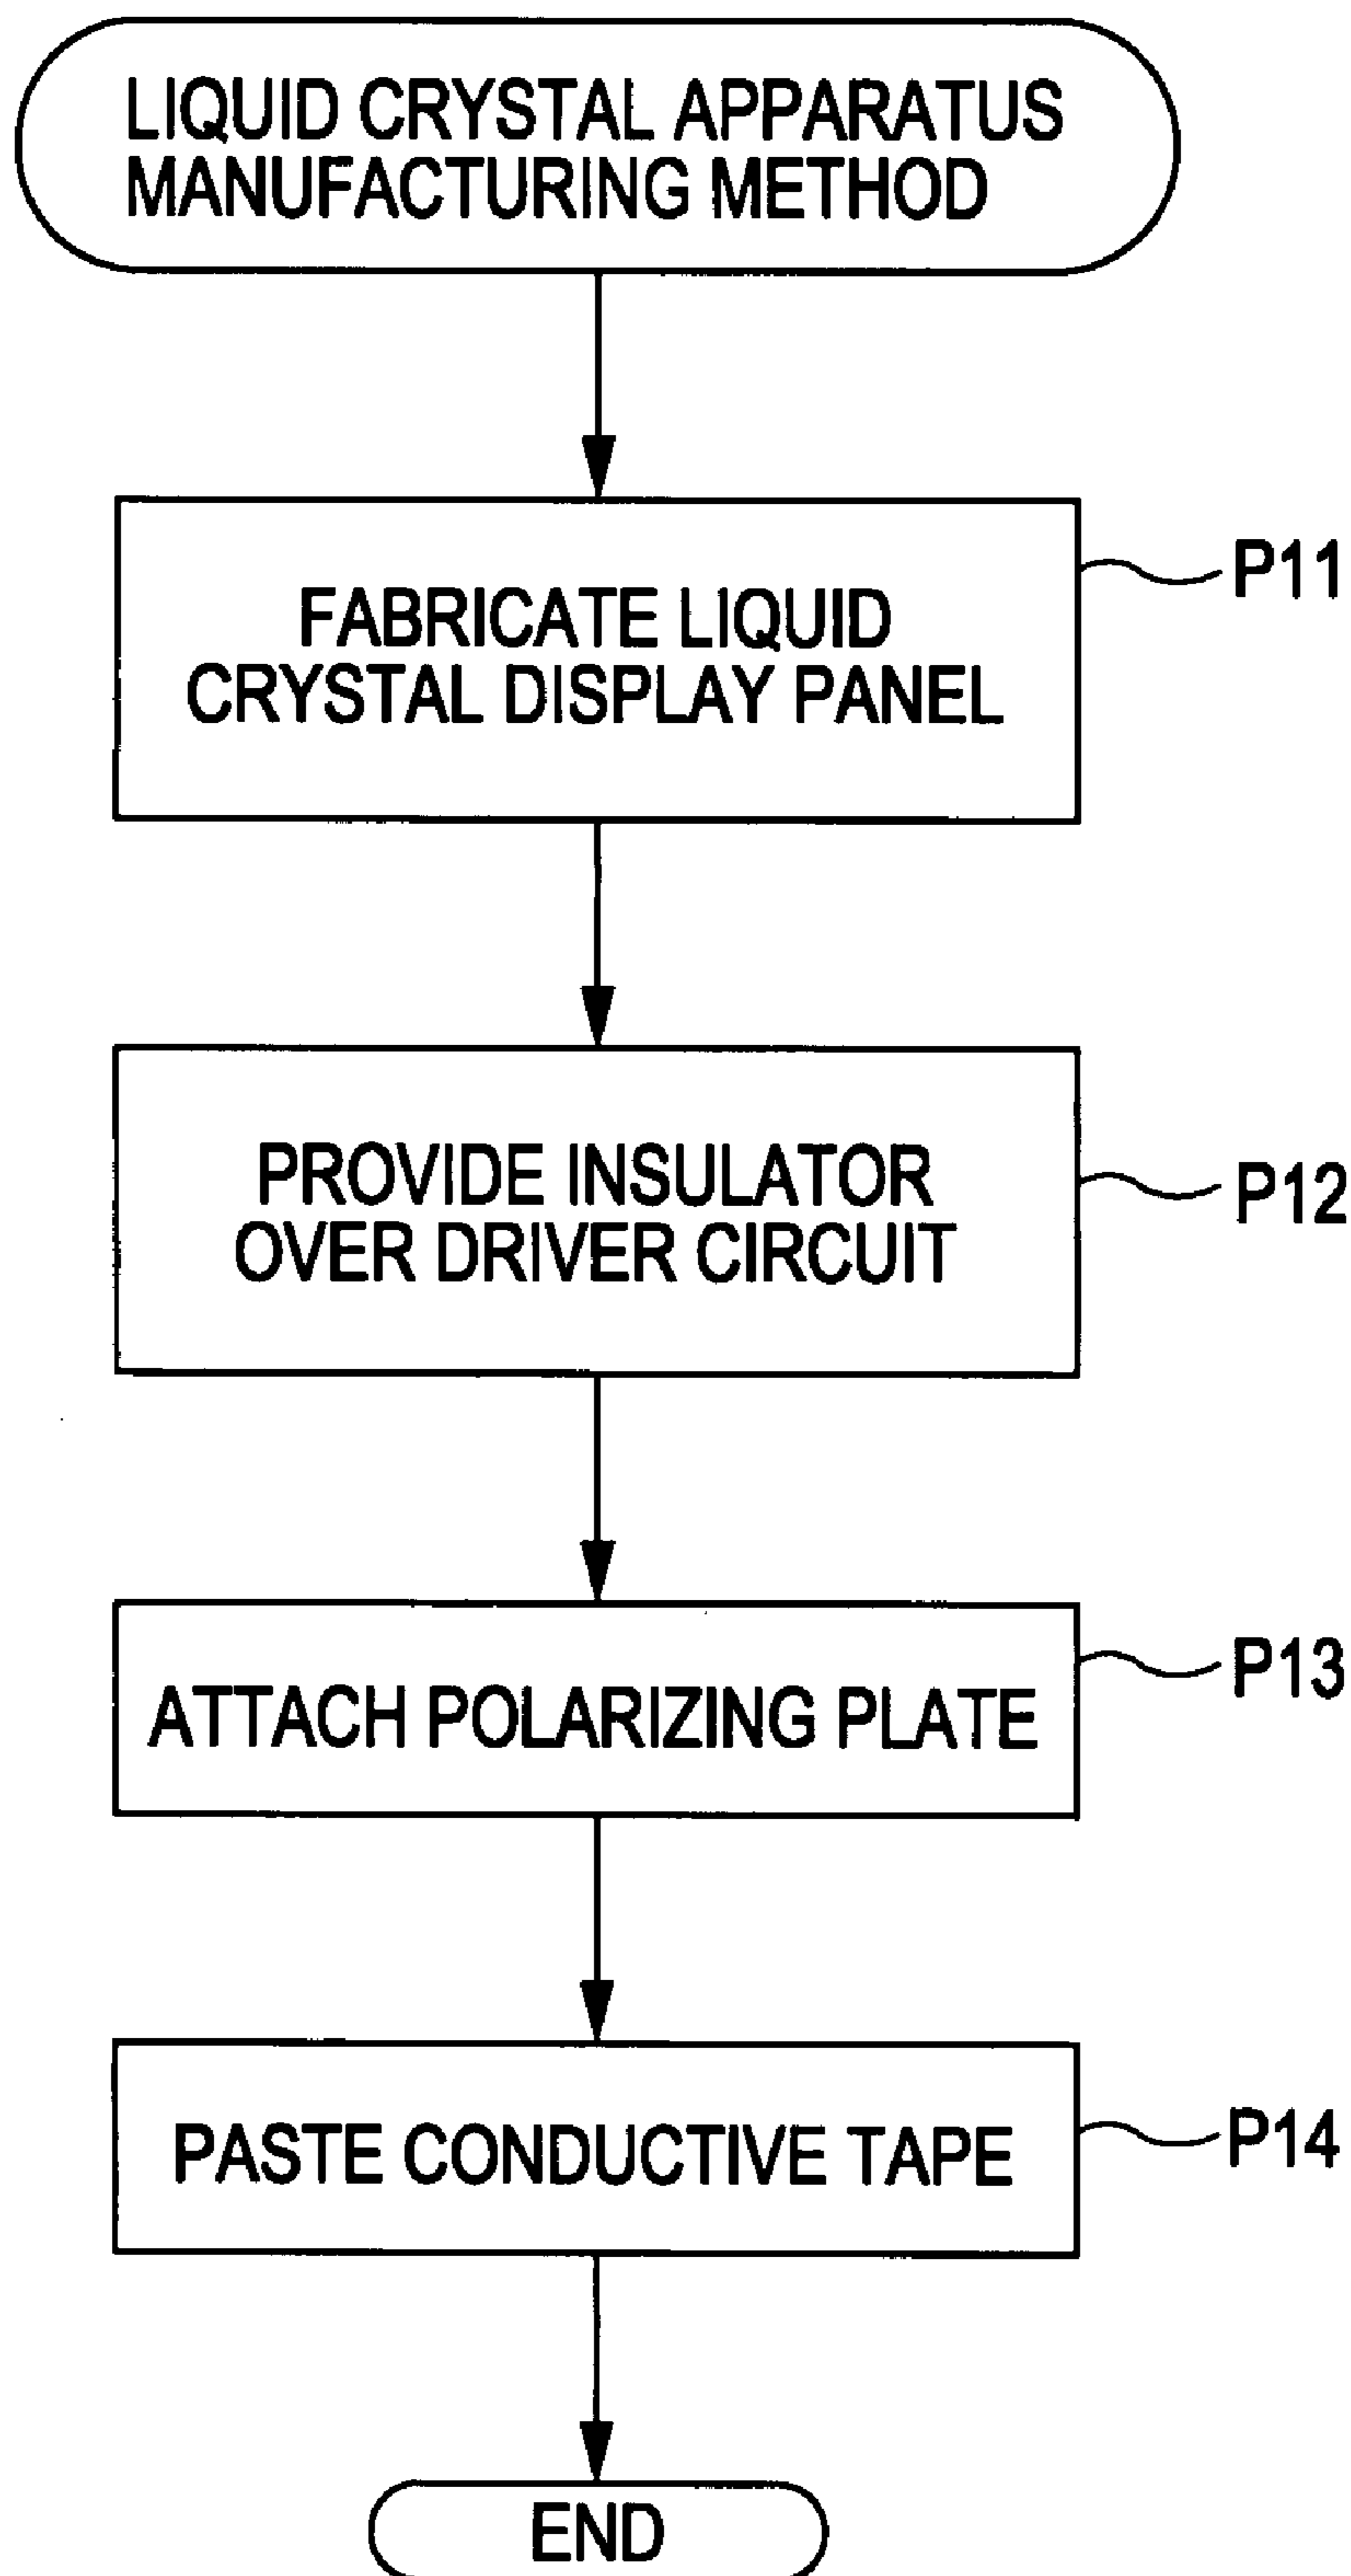 LIQUID CRYSTAL APPARATUS
MANUFACTURING METHOD
FABRICATE LIQUID
CRYSTAL DISPLAY PANEL
P11
PROVIDE INSULATOR
OVER DRIVER CIRCUIT
P12
ATTACH POLARIZING PLATE
P13
PASTE CONDUCTIVE TAPE
P14
END